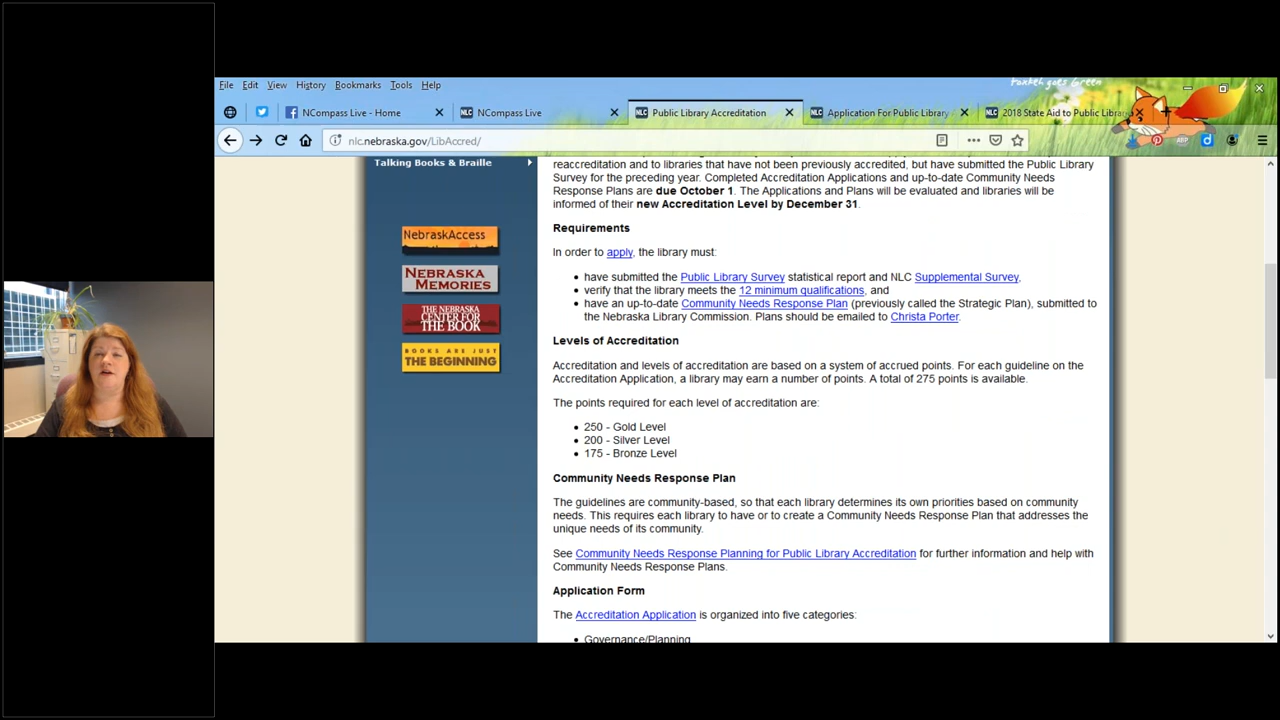 foxkeh goes Green
File Edit View History Bookmarks Tools Help
NCompass Live - Home
NCompass Live
Public Library Accreditation
Application For Public Library
2018 State Aid to Public Librar
nlc.nebraska.gov/LibAccred/
Talking Books & Braille
reaccreditation and to libraries that have not been previously accredited, but have submitted the Public Library
Survey for the preceding year. Completed Accreditation Applications and up-to-date Community Needs
Response Plans are due October 1. The Applications and Plans will be evaluated and libraries will be
informed of their new Accreditation Level by December 31.
NebraskAccess
NEBRASKA
MEMORIES
THE NEBRASKA
CENTER FOR
THE BOOK
BOOKS ARE JUST
THE BEGINNING
Requirements
In order to apply, the library must:
have submitted the Public Library Survey statistical report and NLC Supplemental Survey,
verify that the library meets the 12 minimum qualifications, and
have an up-to-date Community Needs Response Plan (previously called the Strategic Plan), submitted to
the Nebraska Library Commission. Plans should be emailed to Christa Porter.
Levels of Accreditation
Accreditation and levels of accreditation are based on a system of accrued points. For each guideline on the
Accreditation Application, a library may earn a number of points. A total of 275 points is available.
The points required for each level of accreditation are:
250 - Gold Level
200 - Silver Level
175 - Bronze Level
Community Needs Response Plan
The guidelines are community-based, so that each library determines its own priorities based on community
needs. This requires each library to have or to create a Community Needs Response Plan that addresses the
unique needs of its community.
See Community Needs Response Planning for Public Library Accreditation for further information and help with
Community Needs Response Plans.
Application Form
The Accreditation Application is organized into five categories:
Governance/Planning